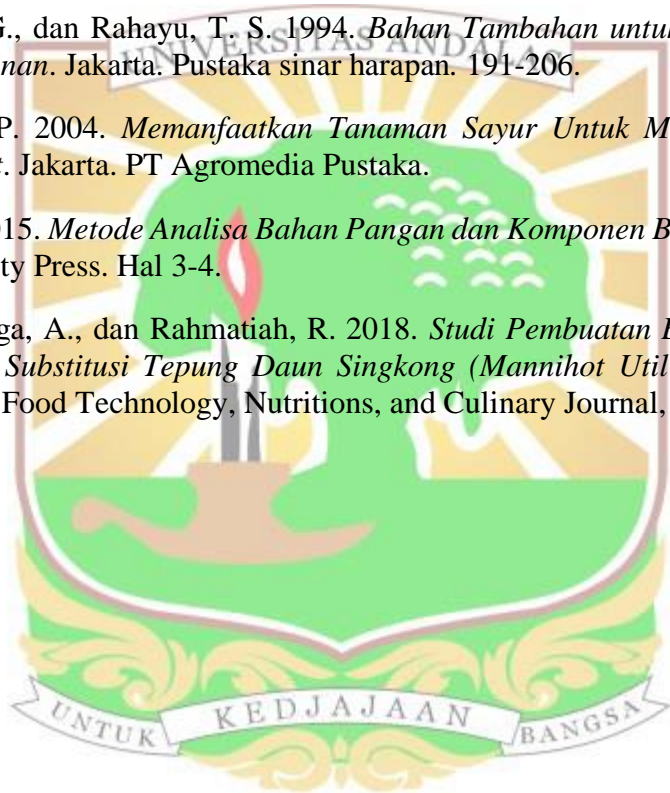 G., dan Rahayu, T. S. 1994. Bahan Tambahan untuk
UNIVERSITAS ANDALAS
nan. Jakarta. Pustaka sinar harapan. 191-206.
P. 2004. Memanfaatkan Tanaman Sayur Untuk M
t. Jakarta. PT Agromedia Pustaka.
015. Metode Analisa Bahan Pangan dan Komponen B
ty Press. Hal 3-4.
ga, A., dan Rahmatiah, R. 2018. Studi Pembuatan
Substitusi Tepung Daun Singkong (Mannihot Util
Food Technology, Nutritions, and Culinary Journal,
UNTUK KEDJAJAAN BANGSA